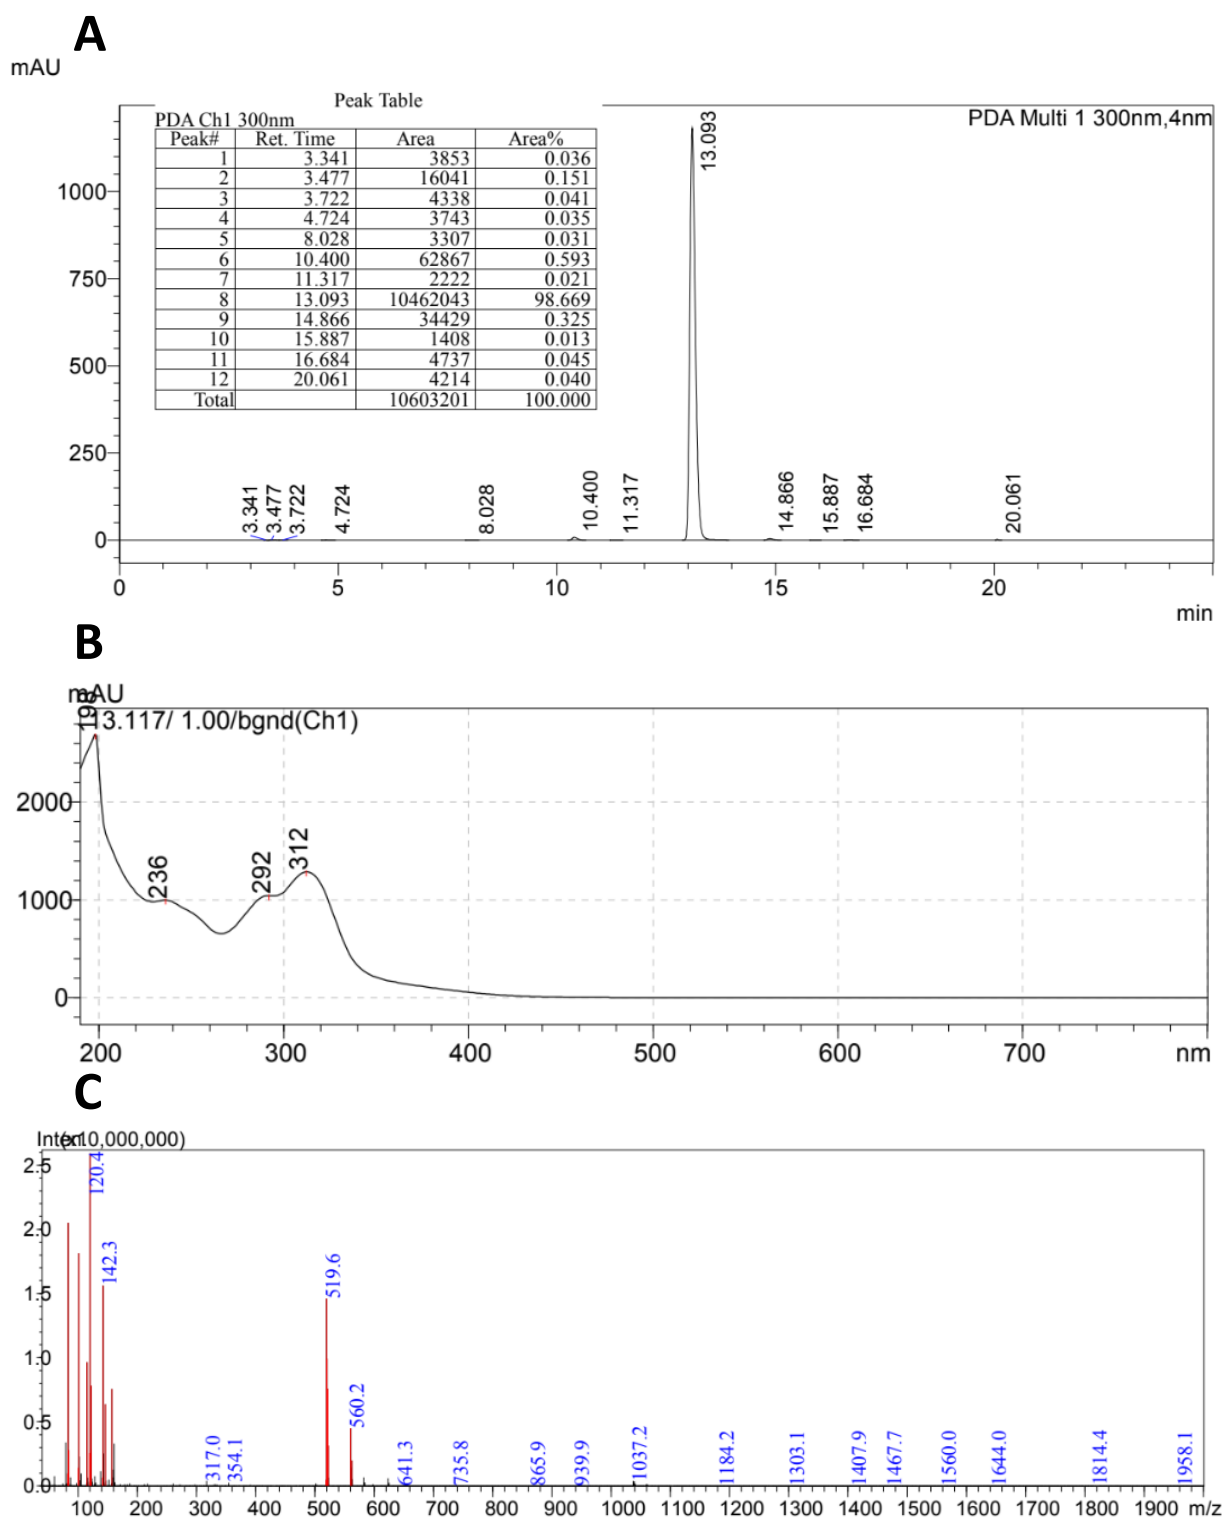 A
mAU
Peak Table
PDA Ch1 300nm
Peak# Ret. Time Area Area%
1 3.341 3853 0.036
2 3.477 16041 0.151
3 3.722 4338 0.041
4 4.724 3743 0.035
5 8.028 3307 0.031
6 10.400 62867 0.593
7 11.317 2222 0.021
8 13.093 10462043 98.669
9 14.866 34429 0.325
10 15.887 1408 0.013
11 16.684 4737 0.045
12 20.061 4214 0.040
Total 10603201 100.000
PDA Multi 1 300nm,4nm
13.093
1000
750
500
250
0
3.341 3.477 3.722 4.724 8.028 10.400 11.317 14.866 15.887 16.684 20.061
0 5 10 15 20
min
B
mAU
198
13.117/ 1.00/bgnd(Ch1)
2000
1000
0
236 292 312
200 300 400 500 600 700 nm
C
Inten.(x10,000,000)
2.5
2.0
1.5
1.0
0.5
0.0
120.4 142.3 317.0 354.1 519.6 560.2 641.3 735.8 865.9 939.9 1037.2 1184.2 1303.1 1407.9 1467.7 1560.0 1644.0 1814.4 1958.1
100 200 300 400 500 600 700 800 900 1000 1100 1200 1300 1400 1500 1600 1700 1800 1900 m/z